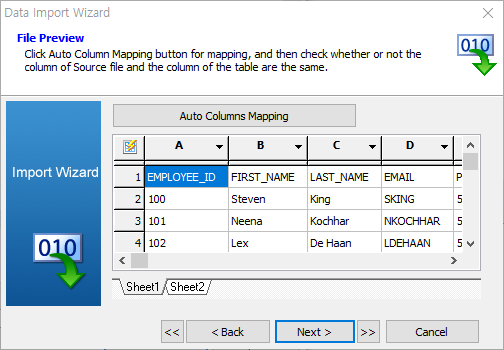 Data Import Wizard
File Preview
Click Auto Column Mapping button for mapping, and then check whether or not the
column of Source file and the column of the table are the same.
010
Import Wizard
010
Auto Columns Mapping
A B C D
1 EMPLOYEE_ID FIRST_NAME LAST_NAME EMAIL P
2 100 Steven King SKING 5
3 101 Neena Kochhar NKOCHHAR 5
4 102 Lex De Haan LDEHAAN 5
Sheet1 Sheet2
<< < Back Next > >> Cancel